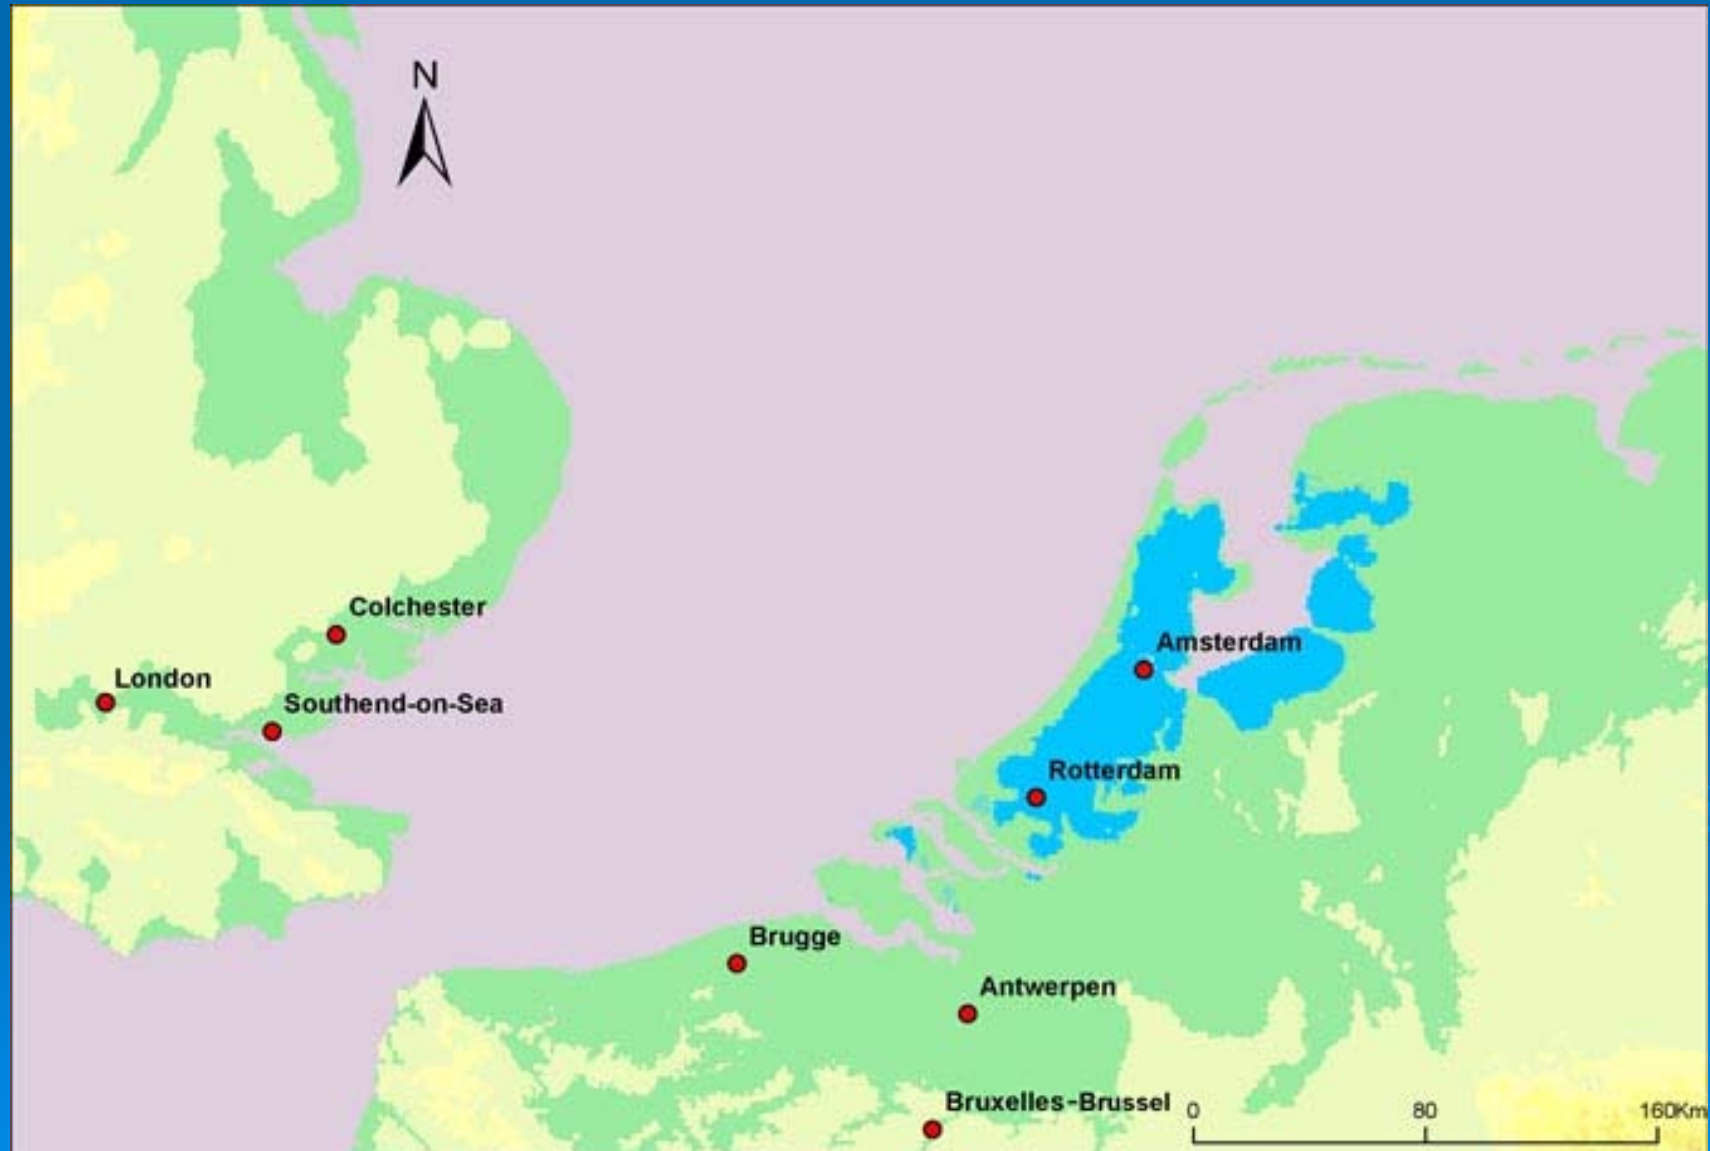 N
Colchester
London
Southend-on-Sea
Amsterdam
Rotterdam
Brugge
Antwerpen
Bruxelles-Brussel
0 80 160Km